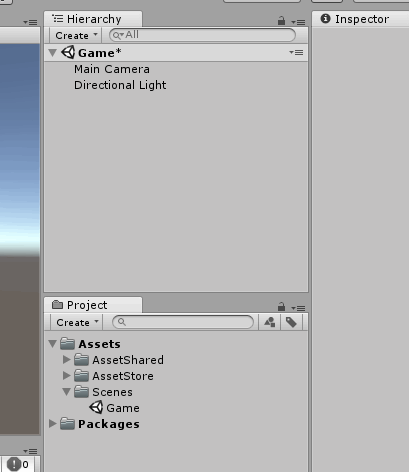 Hierarchy
Inspector
Create
All
Game*
Main Camera
Directional Light
Project
Create
Assets
AssetShared
AssetStore
Scenes
Game
Packages
0